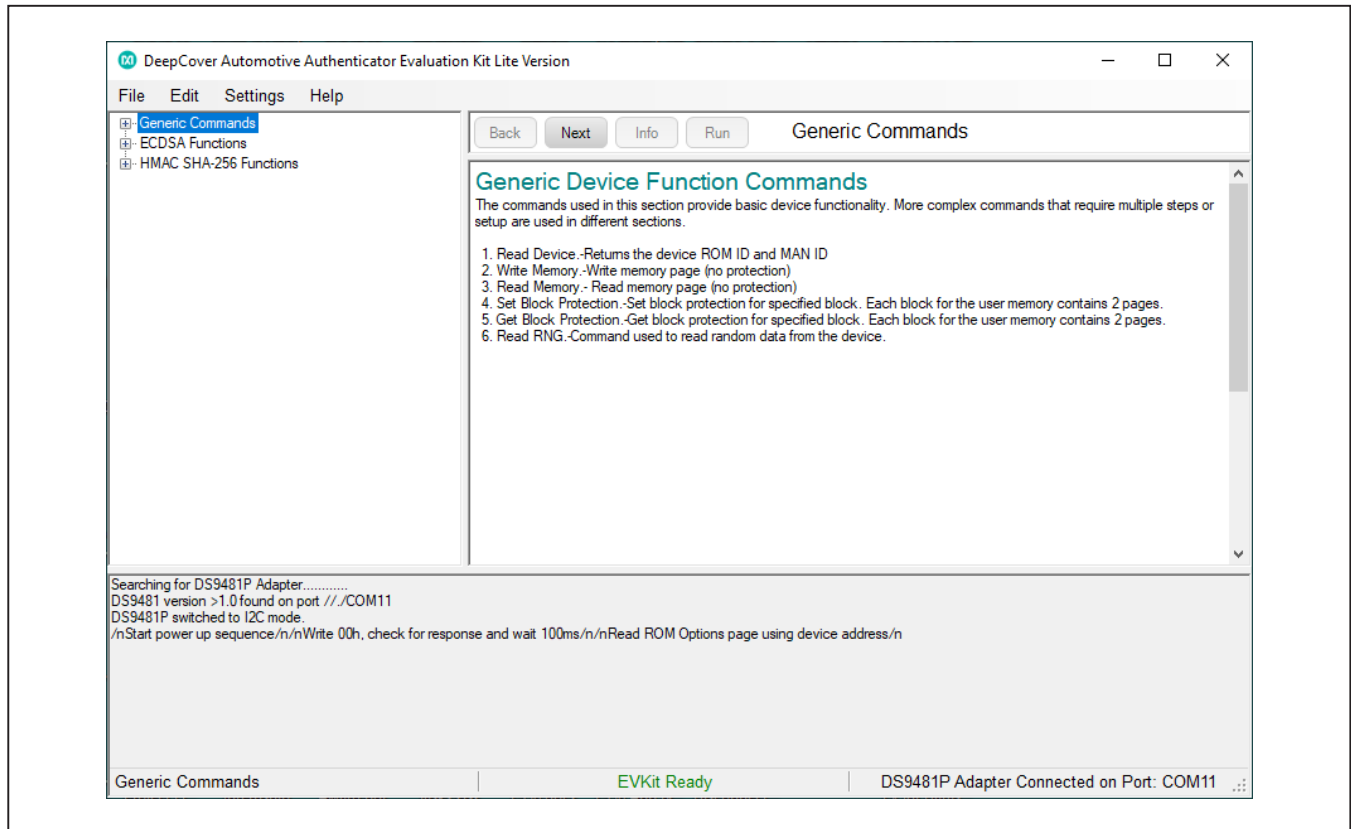 DeepCover Automotive Authenticator Evaluation Kit Lite Version
File Edit Settings Help
Generic Commands
ECDSA Functions
HMAC SHA-256 Functions
Back Next Info Run Generic Commands
Generic Device Function Commands
The commands used in this section provide basic device functionality. More complex commands that require multiple steps or
setup are used in different sections.
1. Read Device.-Returns the device ROM ID and MAN ID
2. Write Memory.-Write memory page (no protection)
3. Read Memory.- Read memory page (no protection)
4. Set Block Protection.-Set block protection for specified block. Each block for the user memory contains 2 pages.
5. Get Block Protection.-Get block protection for specified block. Each block for the user memory contains 2 pages.
6. Read RNG.-Command used to read random data from the device.
Searching for DS9481P Adapter............
DS9481 version >1.0 found on port //./COM11
DS9481P switched to I2C mode.
/nStart power up sequence/n/nWrite 00h, check for response and wait 100ms/n/nRead ROM Options page using device address/n
Generic Commands EVKit Ready DS9481P Adapter Connected on Port: COM11